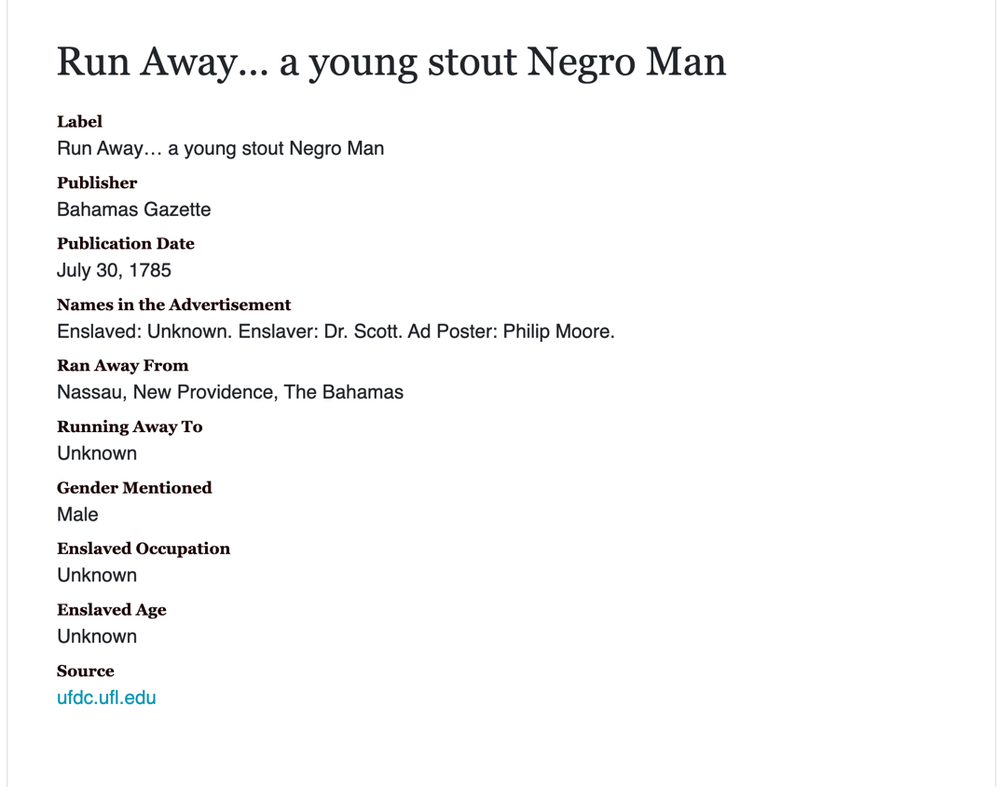 Run Away... a young stout Negro Man
Label
Run Away… a young stout Negro Man
Publisher
Bahamas Gazette
Publication Date
July 30, 1785
Names in the Advertisement
Enslaved: Unknown. Enslaver: Dr. Scott. Ad Poster: Philip Moore.
Ran Away From
Nassau, New Providence, The Bahamas
Running Away To
Unknown
Gender Mentioned
Male
Enslaved Occupation
Unknown
Enslaved Age
Unknown
Source
ufdc.ufl.edu